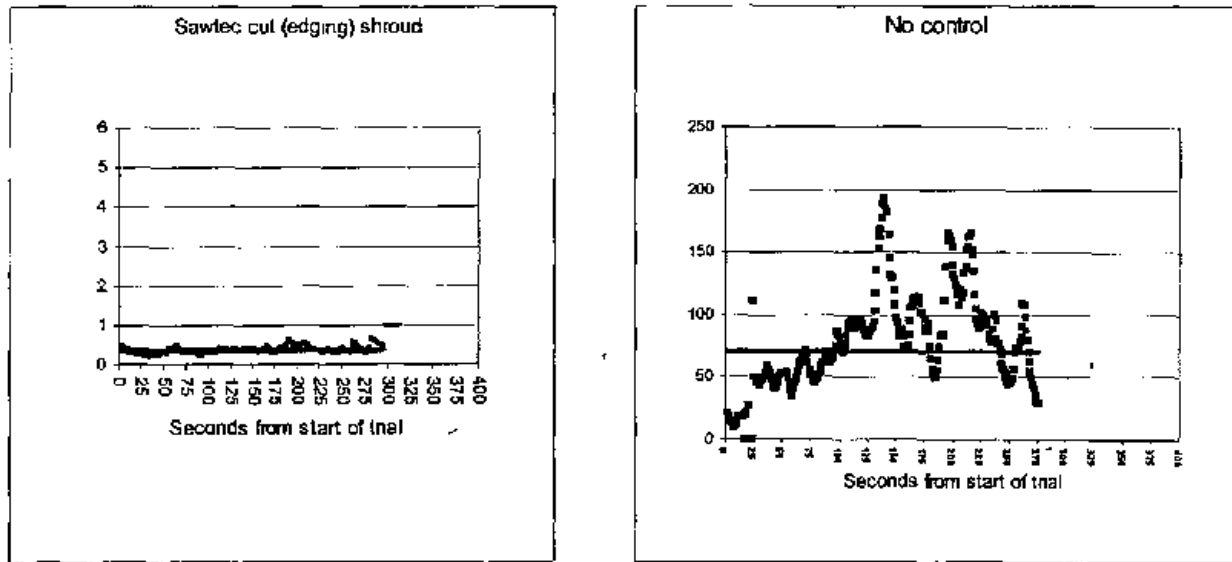 Sawtec cut (edging) shroud
6
5
4
3
2
1
0
0 25 50 75 100 125 150 175 200 225 250 275 300 325 350 375 400
Seconds from start of trial
No control
250
200
150
100
50
0
0 25 75
Seconds from start of trial